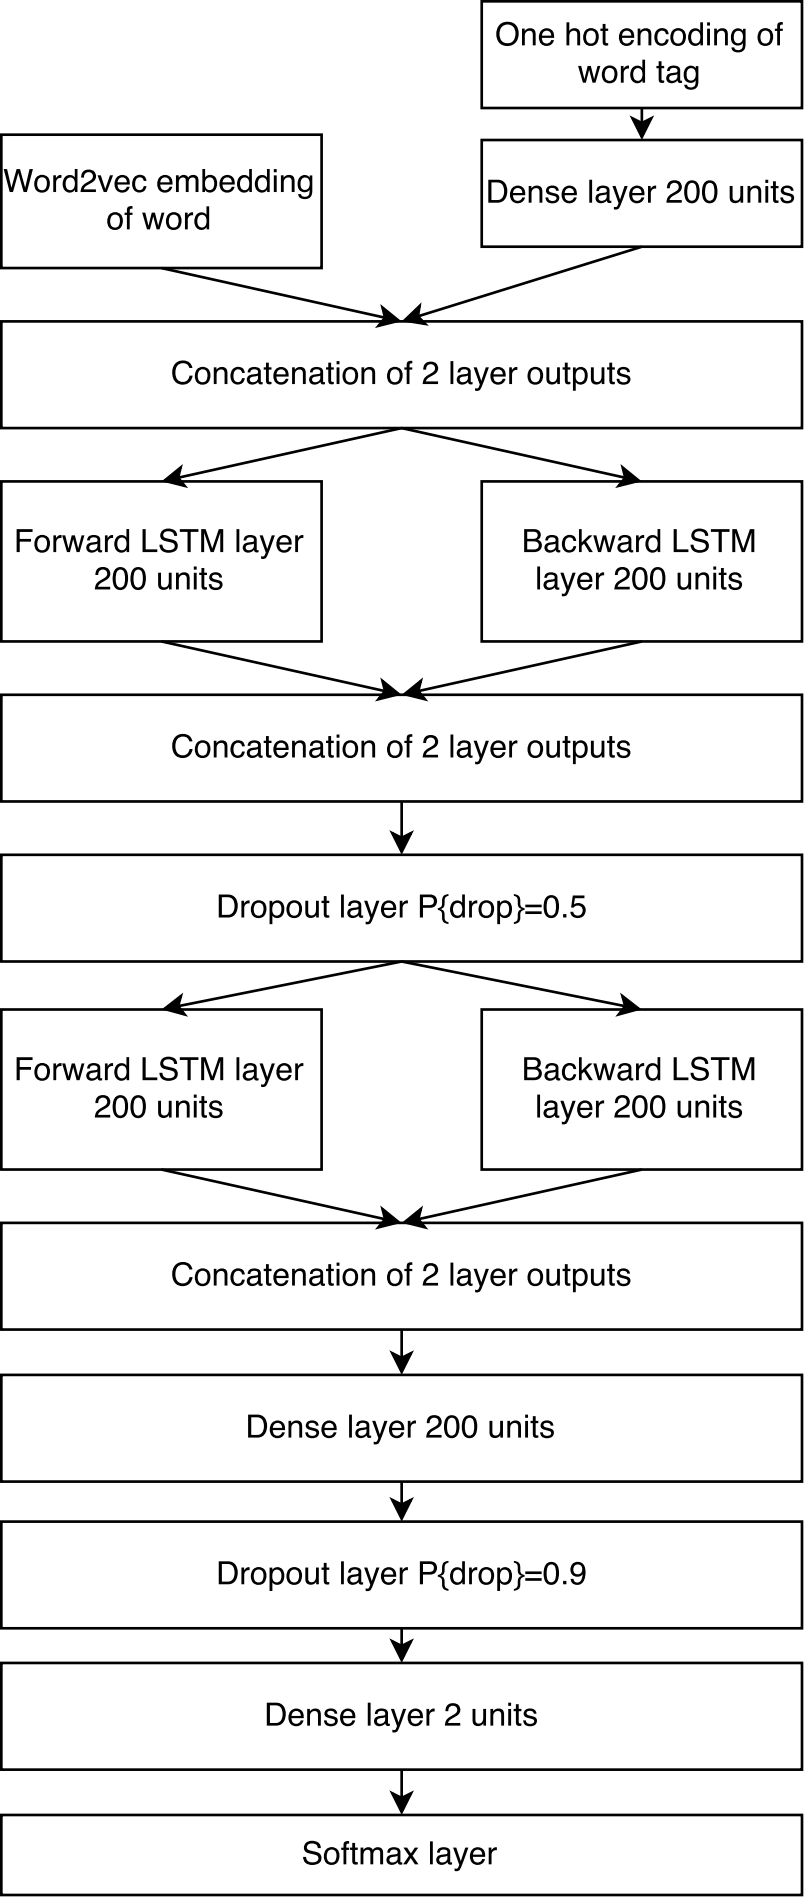 One hot encoding of
word tag
Word2vec embedding
of word
Dense layer 200 units
Concatenation of 2 layer outputs
Forward LSTM layer
200 units
Backward LSTM
layer 200 units
Concatenation of 2 layer outputs
Dropout layer P{drop}=0.5
Forward LSTM layer
200 units
Backward LSTM
layer 200 units
Concatenation of 2 layer outputs
Dense layer 200 units
Dropout layer P{drop}=0.9
Dense layer 2 units
Softmax layer